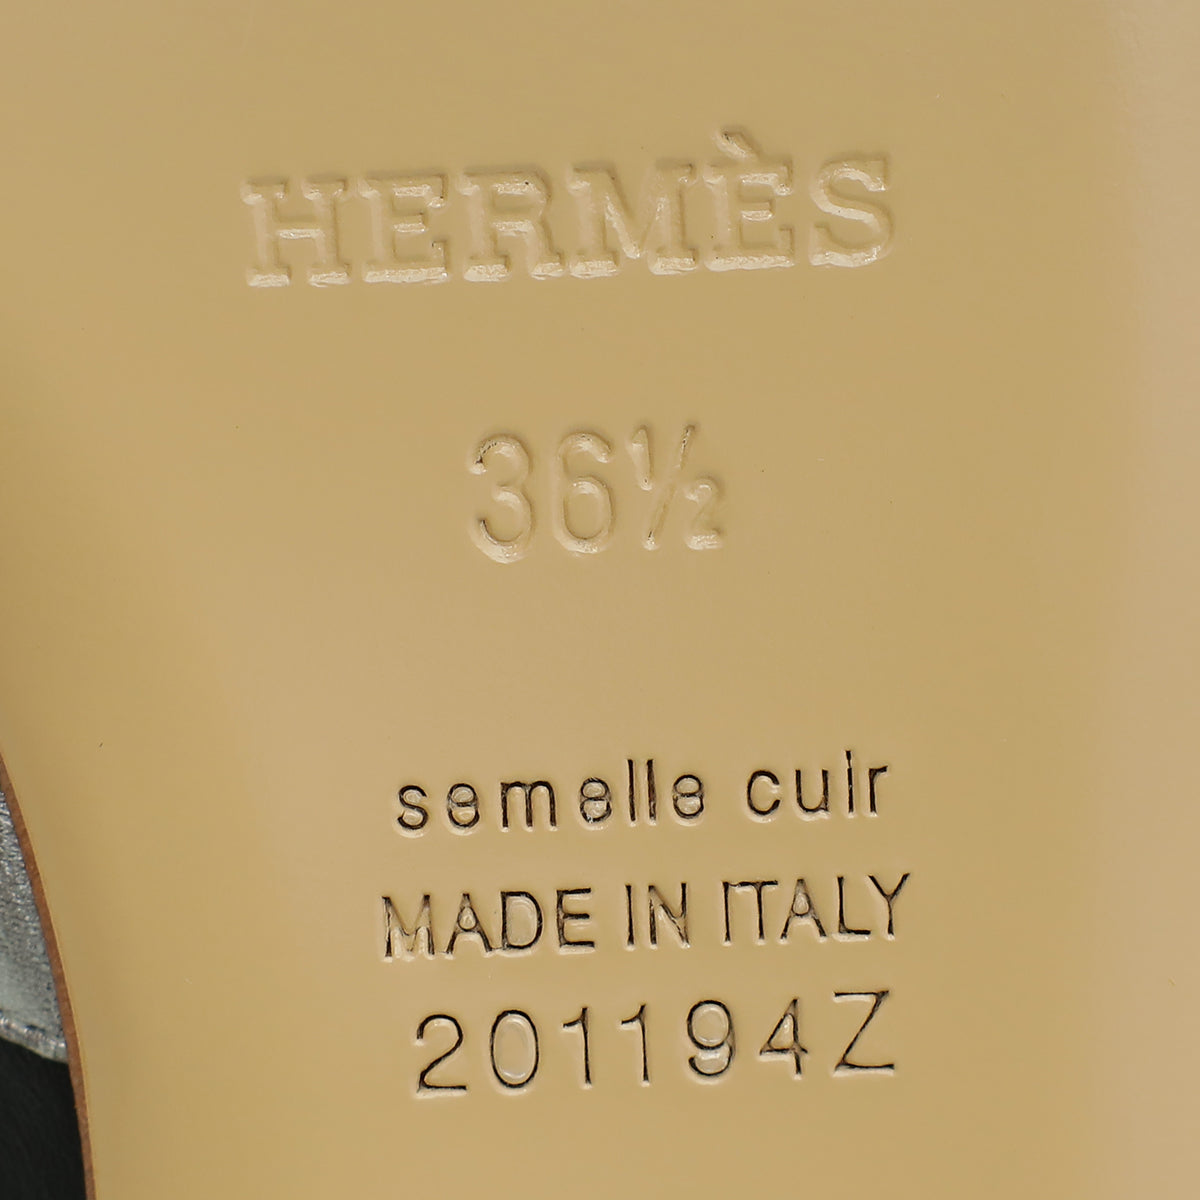 HERMÈS
36½
semelle cuir
MADE IN ITALY
201194Z